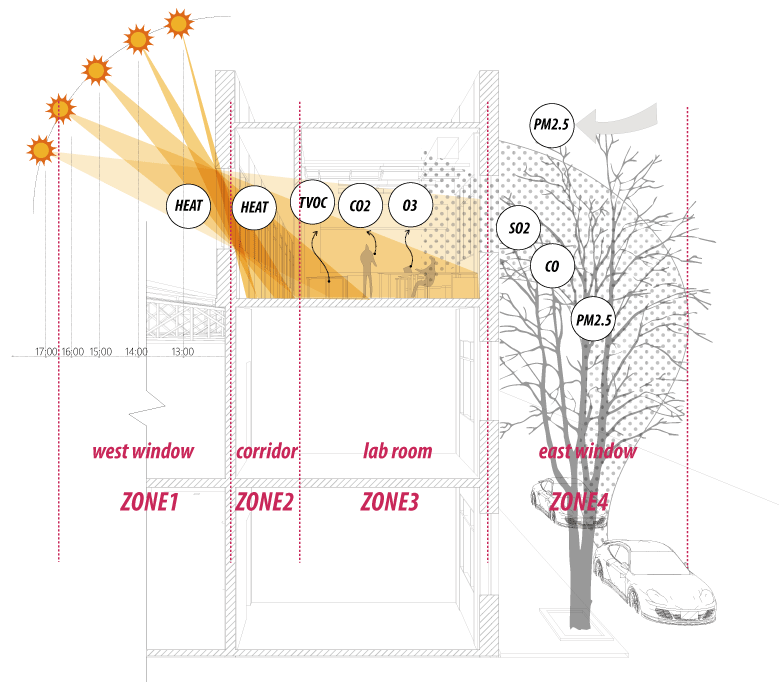 PM2.5
HEAT
HEAT
TVOC
CO2
O3
SO2
CO
PM2.5
17:00
16:00
15:00
14:00
13:00
west window
corridor
lab room
east window
ZONE1
ZONE2
ZONE3
ZONE4